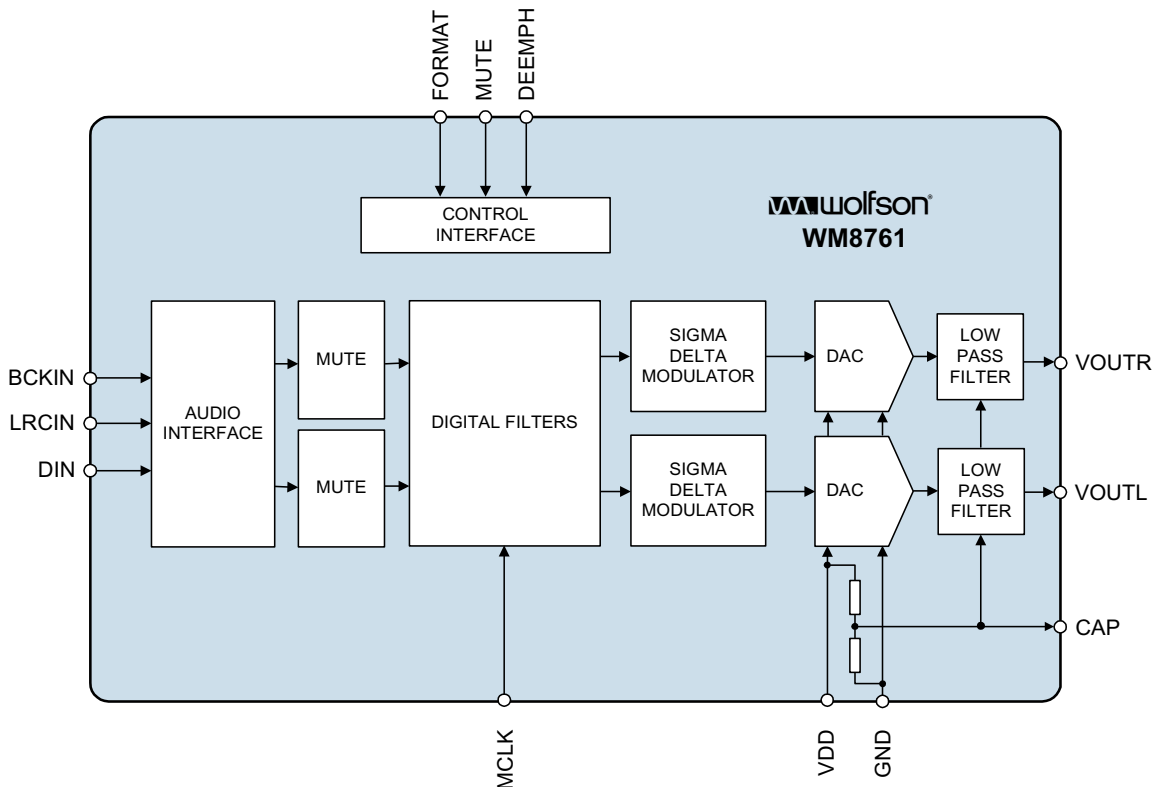 FORMAT
MUTE
DEEMPH
CONTROL
INTERFACE
wolfson®
WM8761
BCKIN
LRCIN
DIN
AUDIO
INTERFACE
MUTE
MUTE
DIGITAL FILTERS
SIGMA
DELTA
MODULATOR
SIGMA
DELTA
MODULATOR
DAC
DAC
LOW
PASS
FILTER
LOW
PASS
FILTER
VOUTR
VOUTL
CAP
MCLK
VDD
GND